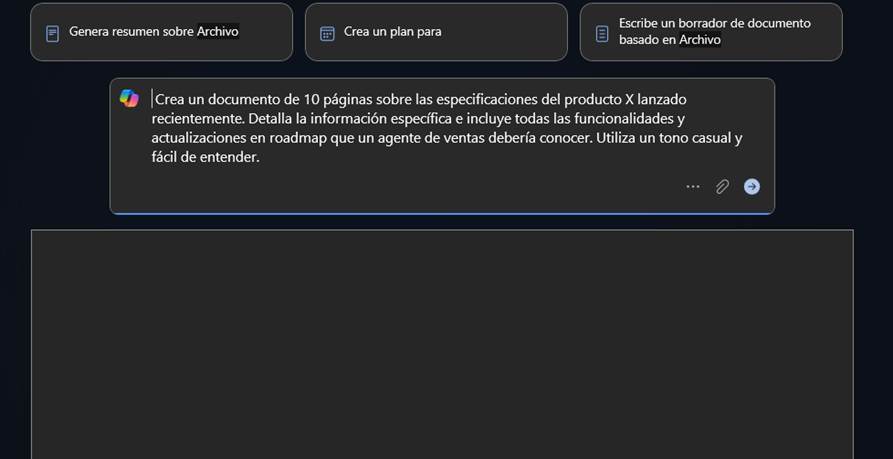 Genera resumen sobre Archivo
Crea un plan para
Escribe un borrador de documento
basado en Archivo
Crea un documento de 10 páginas sobre las especificaciones del producto X lanzado
recientemente. Detalla la información específica e incluye todas las funcionalidades y
actualizaciones en roadmap que un agente de ventas debería conocer. Utiliza un tono casual y
fácil de entender.